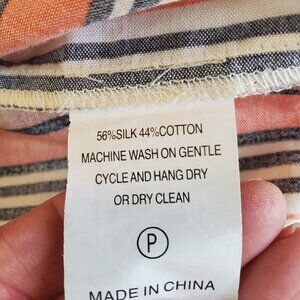 56%SILK 44%COTTON
MACHINE WASH ON GENTLE
CYCLE AND HANG DRY
OR DRY CLEAN
P
MADE IN CHINA